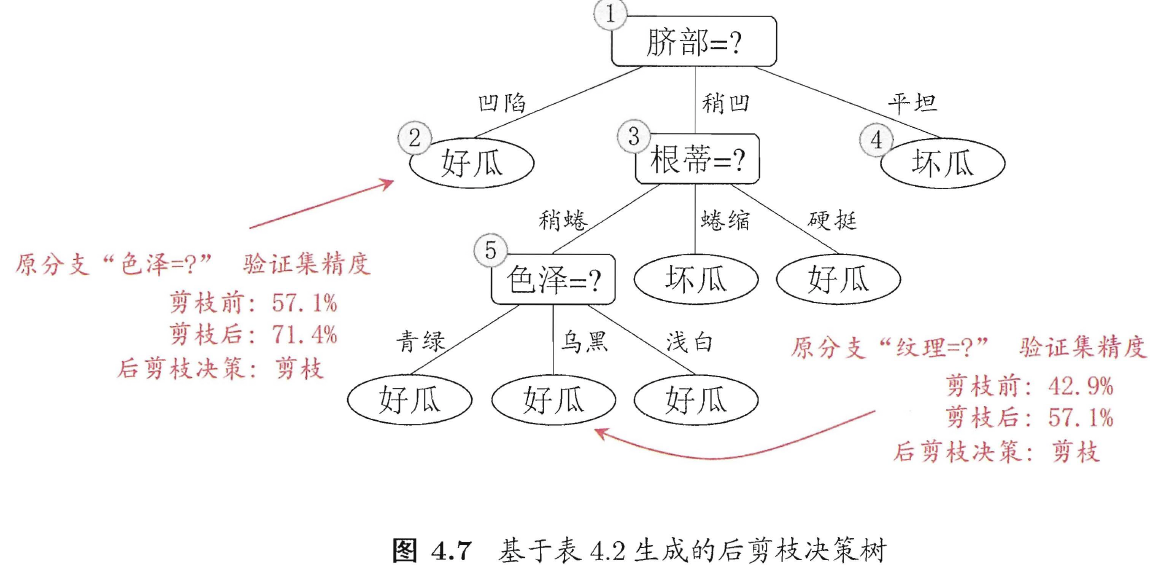 ①
脐部=?
凹陷 稍凹 平坦
② ③ ④
好瓜 根蒂=? 坏瓜
稍蜷 蜷缩 硬挺
⑤
色泽=? 坏瓜 好瓜
原分支“色泽=?” 验证集精度
剪枝前: 57.1%
剪枝后: 71.4%
后剪枝决策: 剪枝
青绿 乌黑 浅白
好瓜 好瓜 好瓜
原分支“纹理=?” 验证集精度
剪枝前: 42.9%
剪枝后: 57.1%
后剪枝决策: 剪枝
图 4.7 基于表 4.2 生成的后剪枝决策树